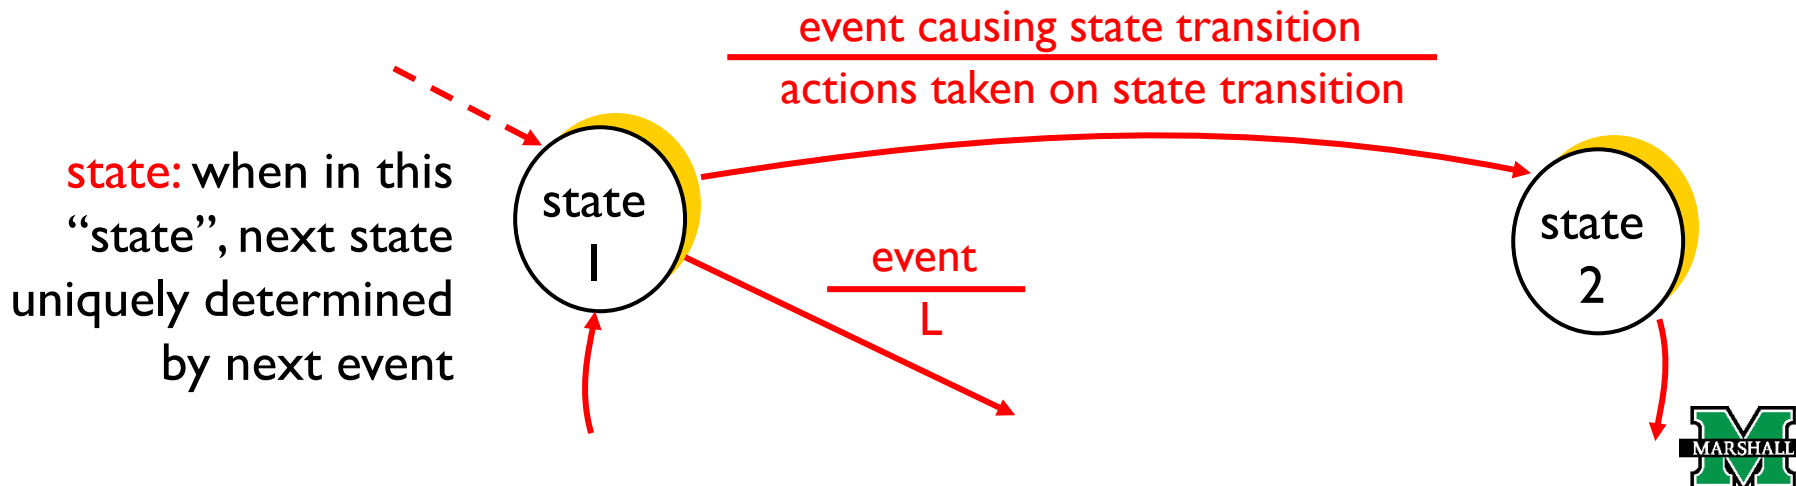 event causing state transition
actions taken on state transition
state: when in this
“state”, next state
uniquely determined
by next event
state
1
event
L
state
2
MARSHALL